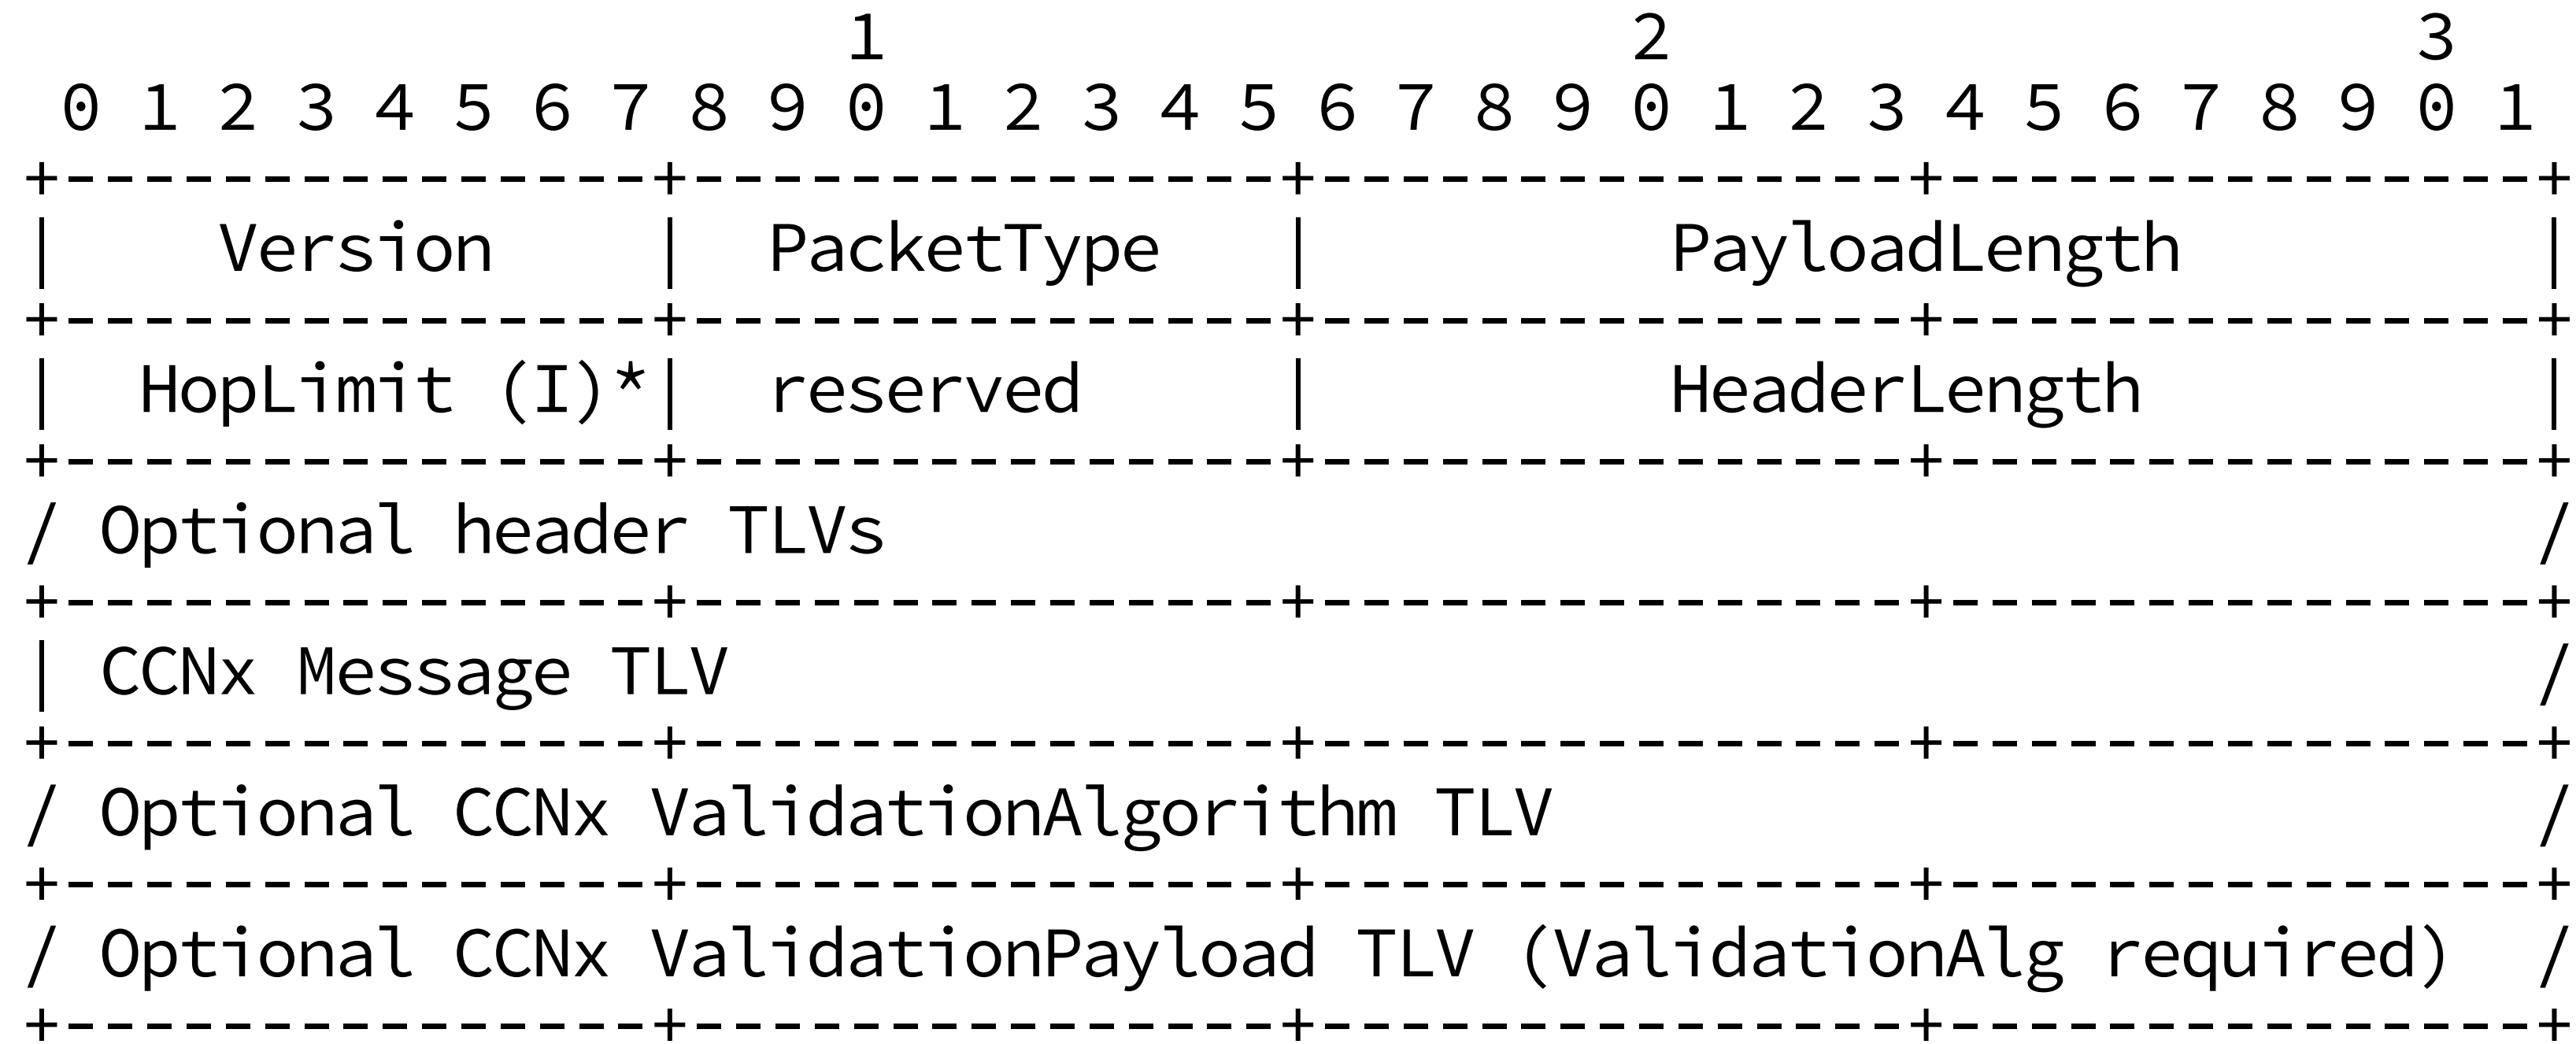 1                   2                   3
 0 1 2 3 4 5 6 7 8 9 0 1 2 3 4 5 6 7 8 9 0 1 2 3 4 5 6 7 8 9 0 1
+---------------+---------------+---------------+---------------+
|    Version    |  PacketType   |         PayloadLength         |
+---------------+---------------+---------------+---------------+
|  HopLimit (I)*|  reserved     |         HeaderLength          |
+---------------+---------------+---------------+---------------+
/ Optional header TLVs                                          /
+---------------+---------------+---------------+---------------+
| CCNx Message TLV                                              /
+---------------+---------------+---------------+---------------+
/ Optional CCNx ValidationAlgorithm TLV                         /
+---------------+---------------+---------------+---------------+
/ Optional CCNx ValidationPayload TLV (ValidationAlg required)  /
+---------------+---------------+---------------+---------------+